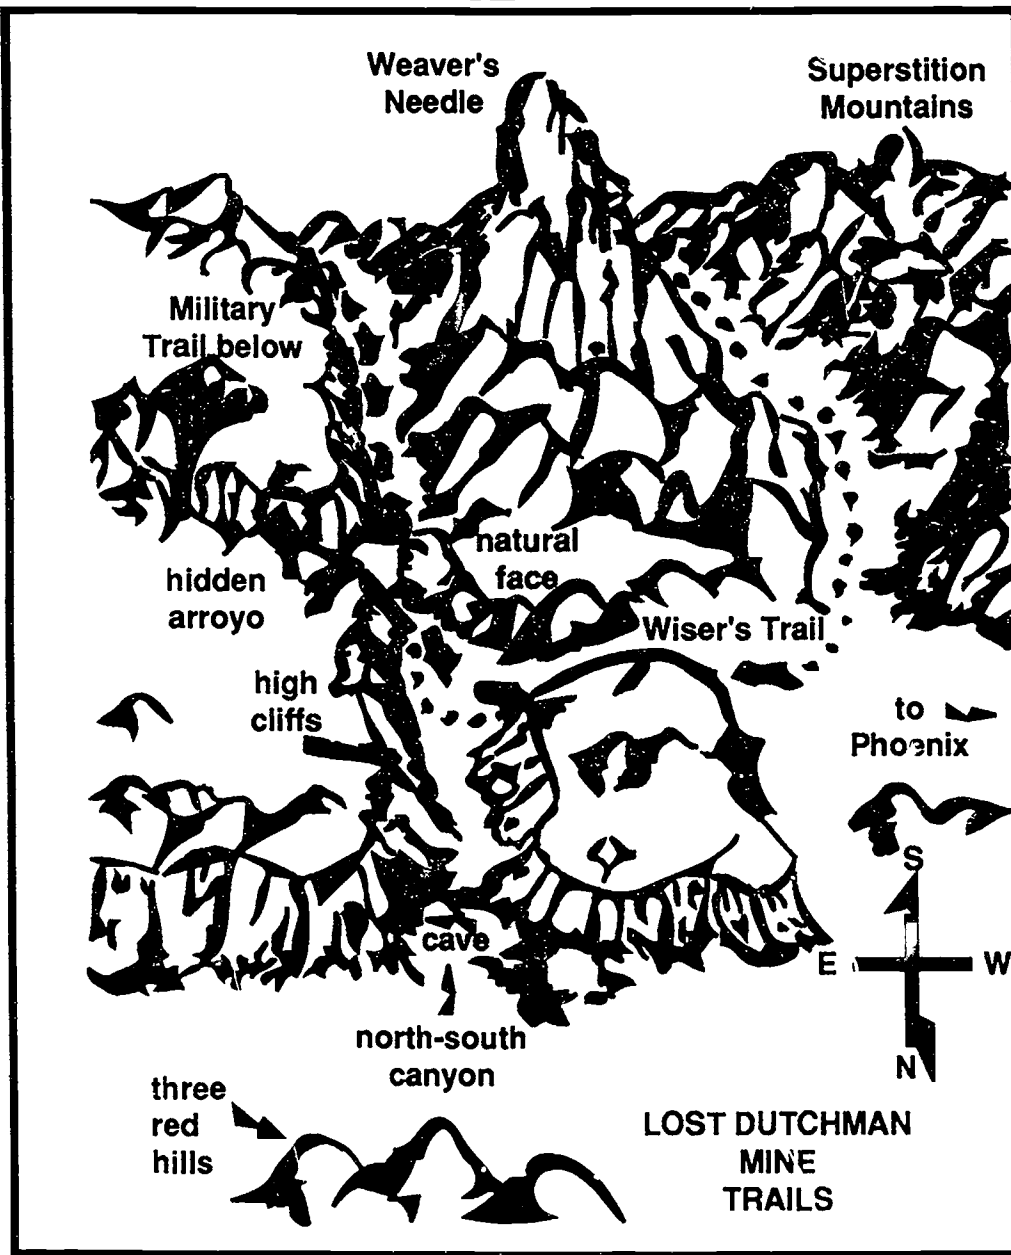 Weaver's
Needle
Superstition
Mountains
Military
Trail below
natural
face
hidden
arroyo
Wiser's Trail
high
cliffs
to
Phoenix
S
E
W
N
cave
north-south
canyon
three
red
hills
LOST DUTCHMAN
MINE
TRAILS